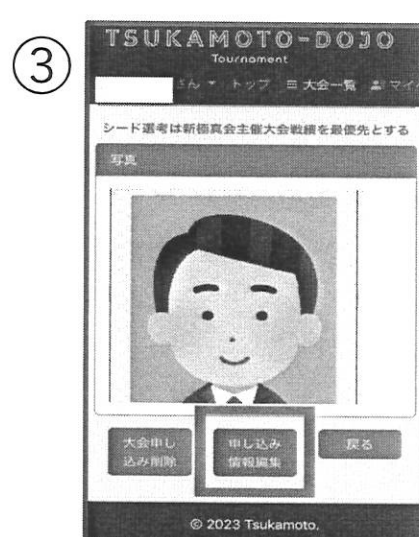 ③
TSUKAMOTO-DOJO
Tournament
さん トップ 大会一覧 マイ
シード選考は新極真会主催大会戦績を最優先とする
写真
大会申し
込み削除
申し込み
情報編集
戻る
© 2023 Tsukamoto.